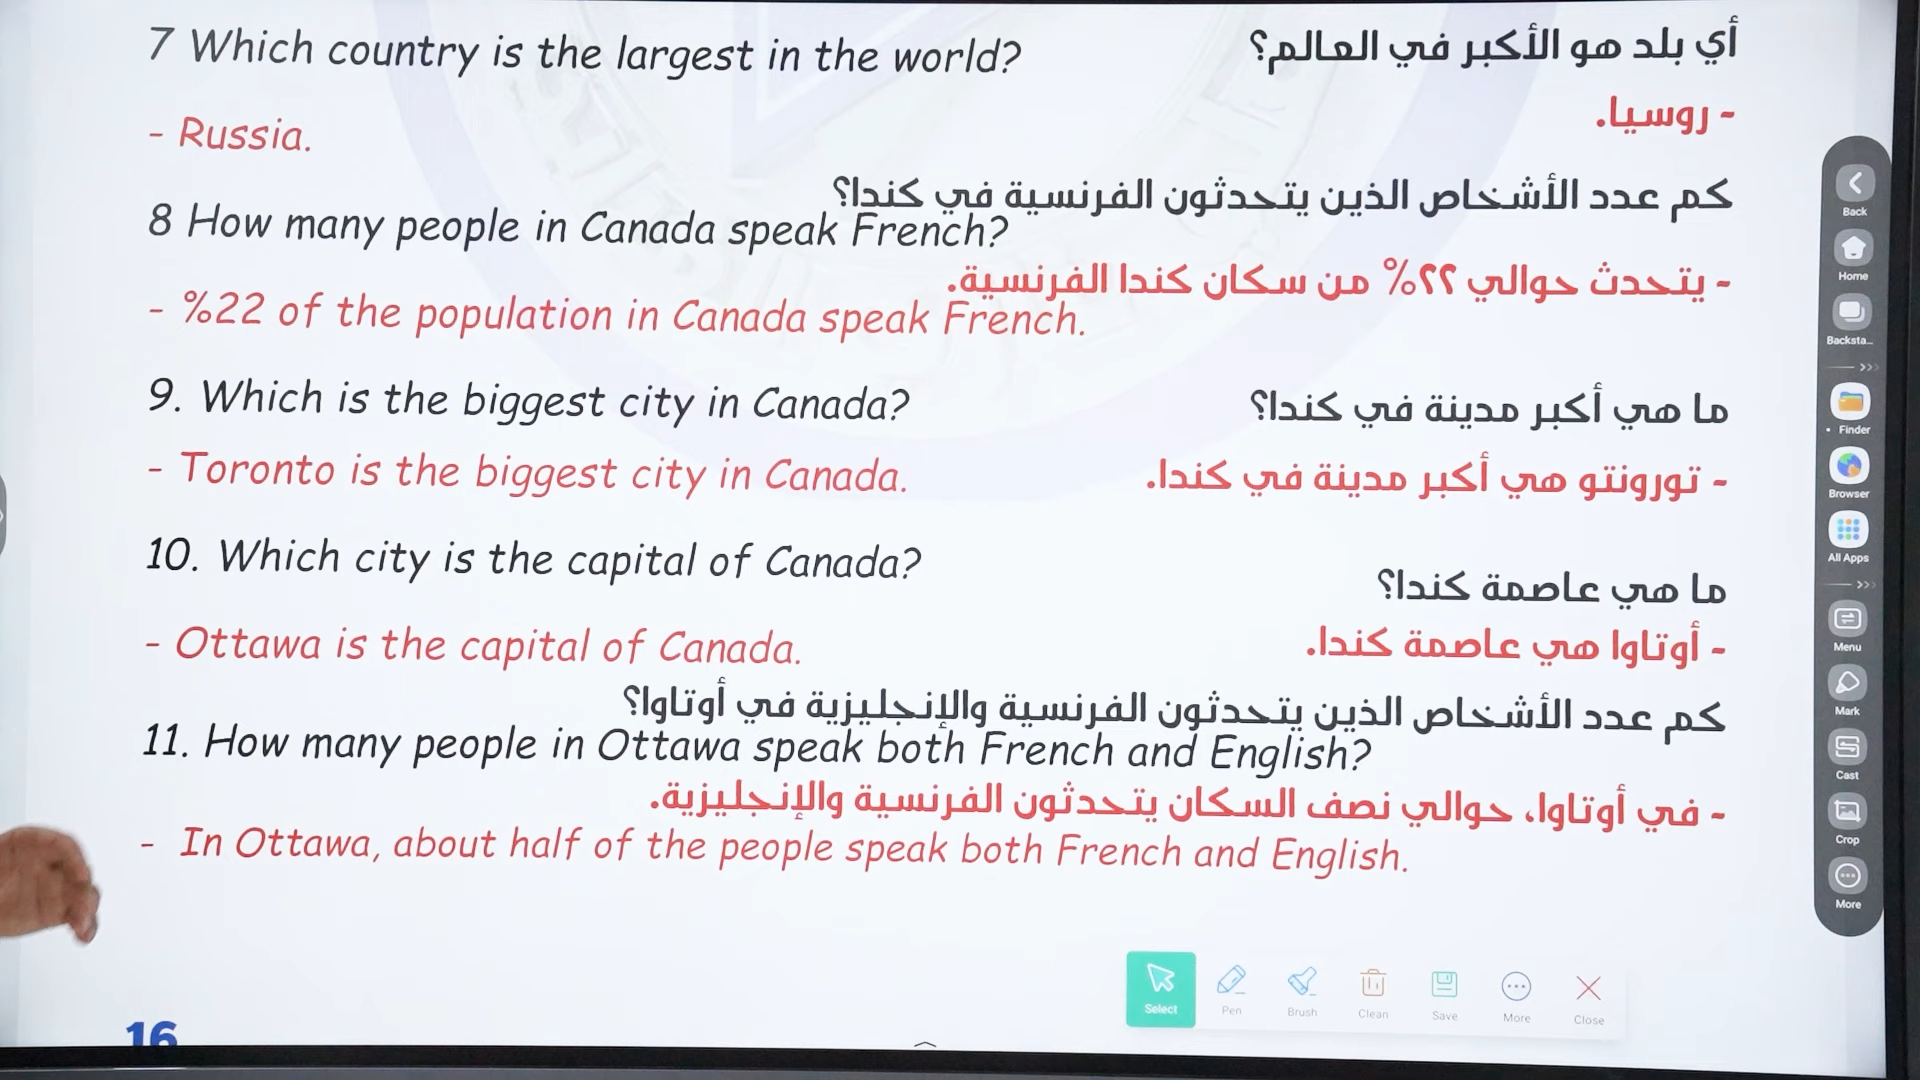 7 Which country is the largest in the world?
أي بلد هو الأكبر في العالم؟
- Russia.
- روسيا.
كم عدد الأشخاص الذين يتحدثون الفرنسية في كندا؟
8 How many people in Canada speak French?
- يتحدث حوالي ؟؟% من سكان كندا الفرنسية.
- %22 of the population in Canada speak French.
9. Which is the biggest city in Canada?
ما هي أكبر مدينة في كندا؟
- Toronto is the biggest city in Canada.
- تورونتو هي أكبر مدينة في كندا.
10. Which city is the capital of Canada?
ما هي عاصمة كندا؟
- Ottawa is the capital of Canada.
- أوتاوا هي عاصمة كندا.
كم عدد الأشخاص الذين يتحدثون الفرنسية والإنجليزية في أوتاوا؟
11. How many people in Ottawa speak both French and English?
- في أوتاوا، حوالي نصف السكان يتحدثون الفرنسية والإنجليزية.
- In Ottawa, about half of the people speak both French and English.
16
Back
Home
Backsta...
Finder
Browser
All Apps
Menu
Mark
Cast
Crop
More
Select
Pen
Brush
Clean
Save
More
Close